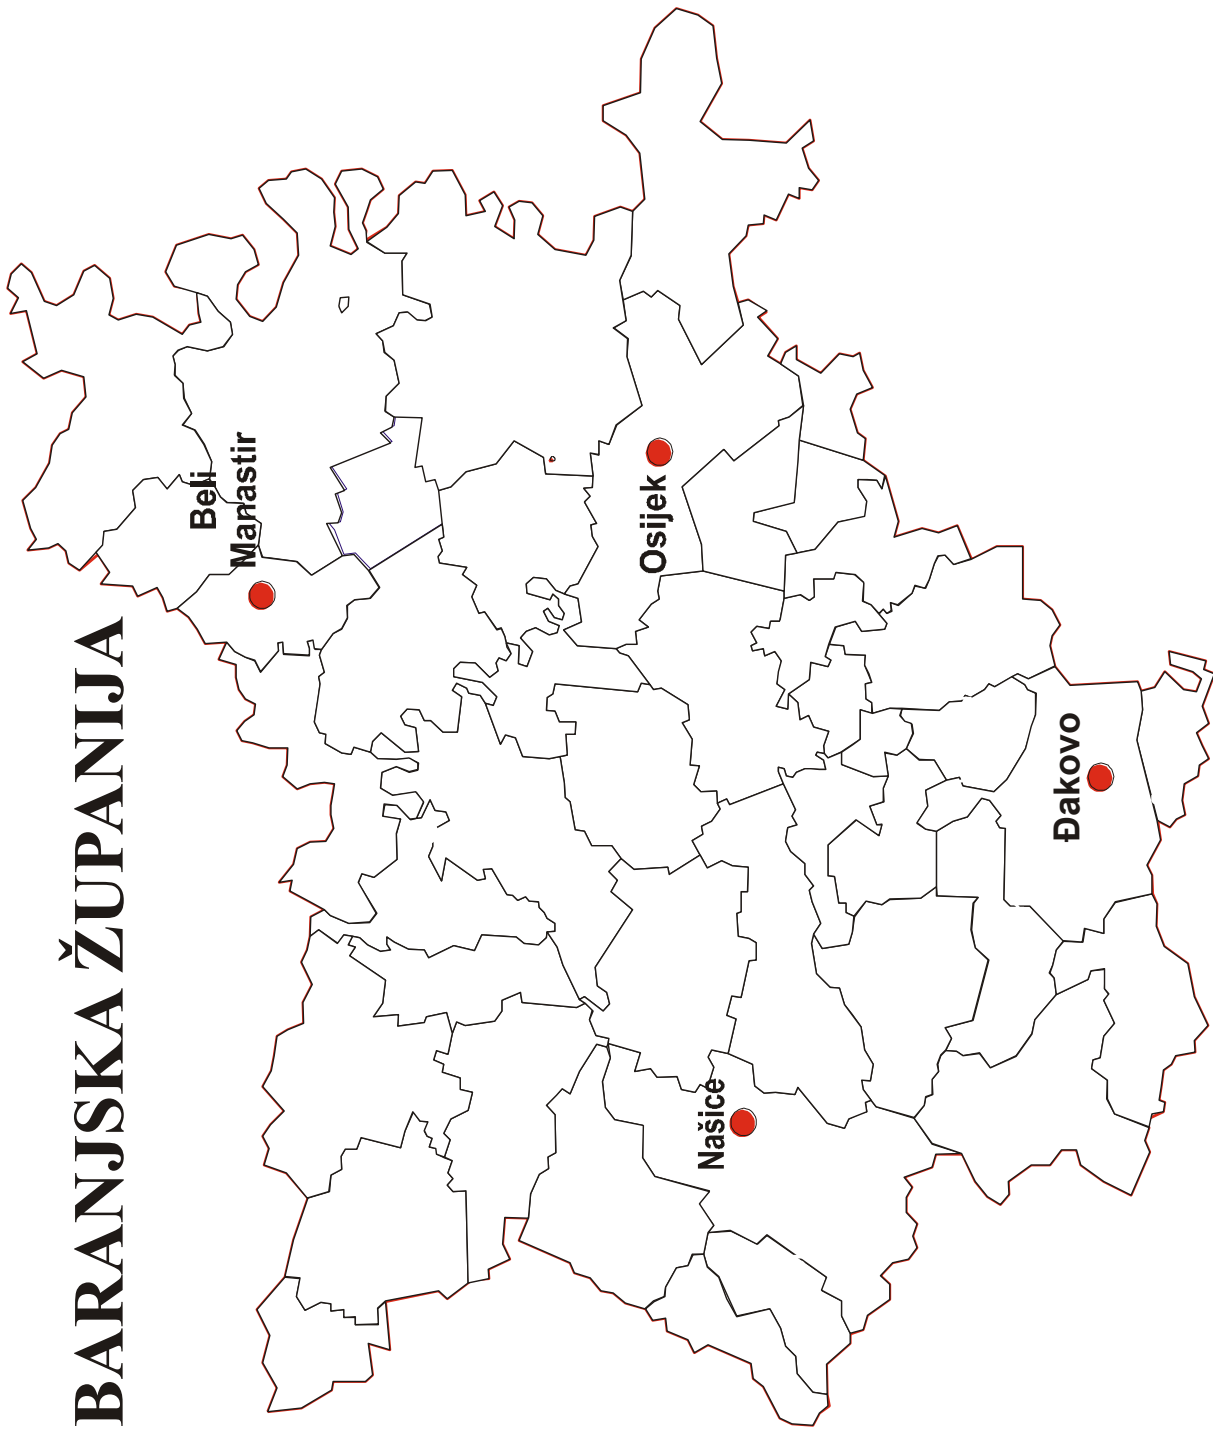 BARANJSKA ŽUPANIJA
Beli
Manastir
Osijek
Našice
Đakovo